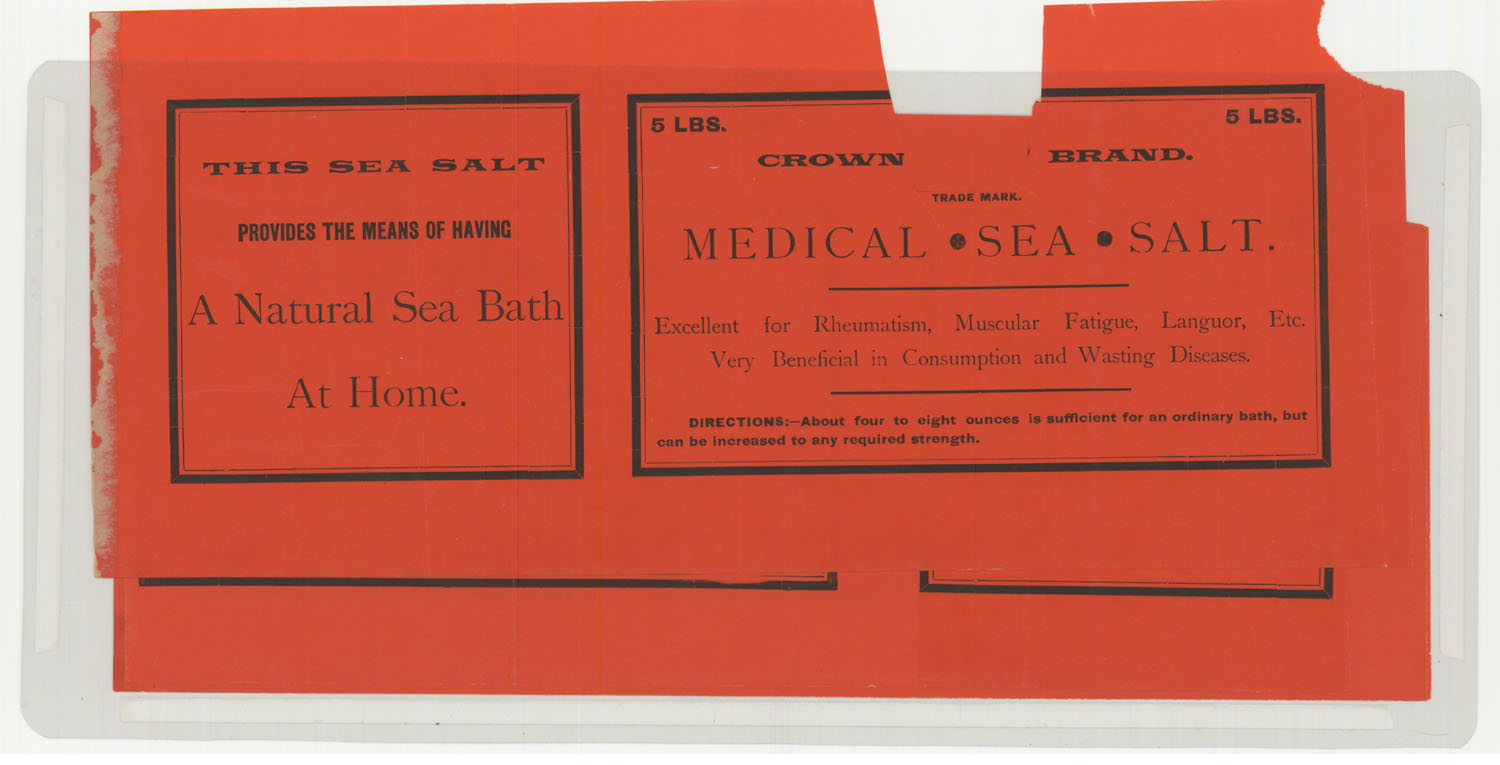 THIS SEA SALT
PROVIDES THE MEANS OF HAVING
A Natural Sea Bath
At Home.
5 LBS. 5 LBS.
CROWN BRAND.
TRADE MARK.
MEDICAL • SEA • SALT.
Excellent for Rheumatism, Muscular Fatigue, Languor, Etc.
Very Beneficial in Consumption and Wasting Diseases.
DIRECTIONS:—About four to eight ounces is sufficient for an ordinary bath, but
can be increased to any required strength.